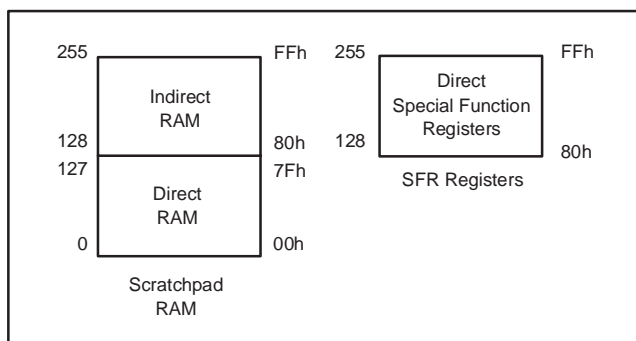 255
FFh
Indirect
RAM
128
80h
127
7Fh
Direct
RAM
0
00h
Scratchpad
RAM
255
FFh
Direct
Special Function
Registers
128
80h
SFR Registers